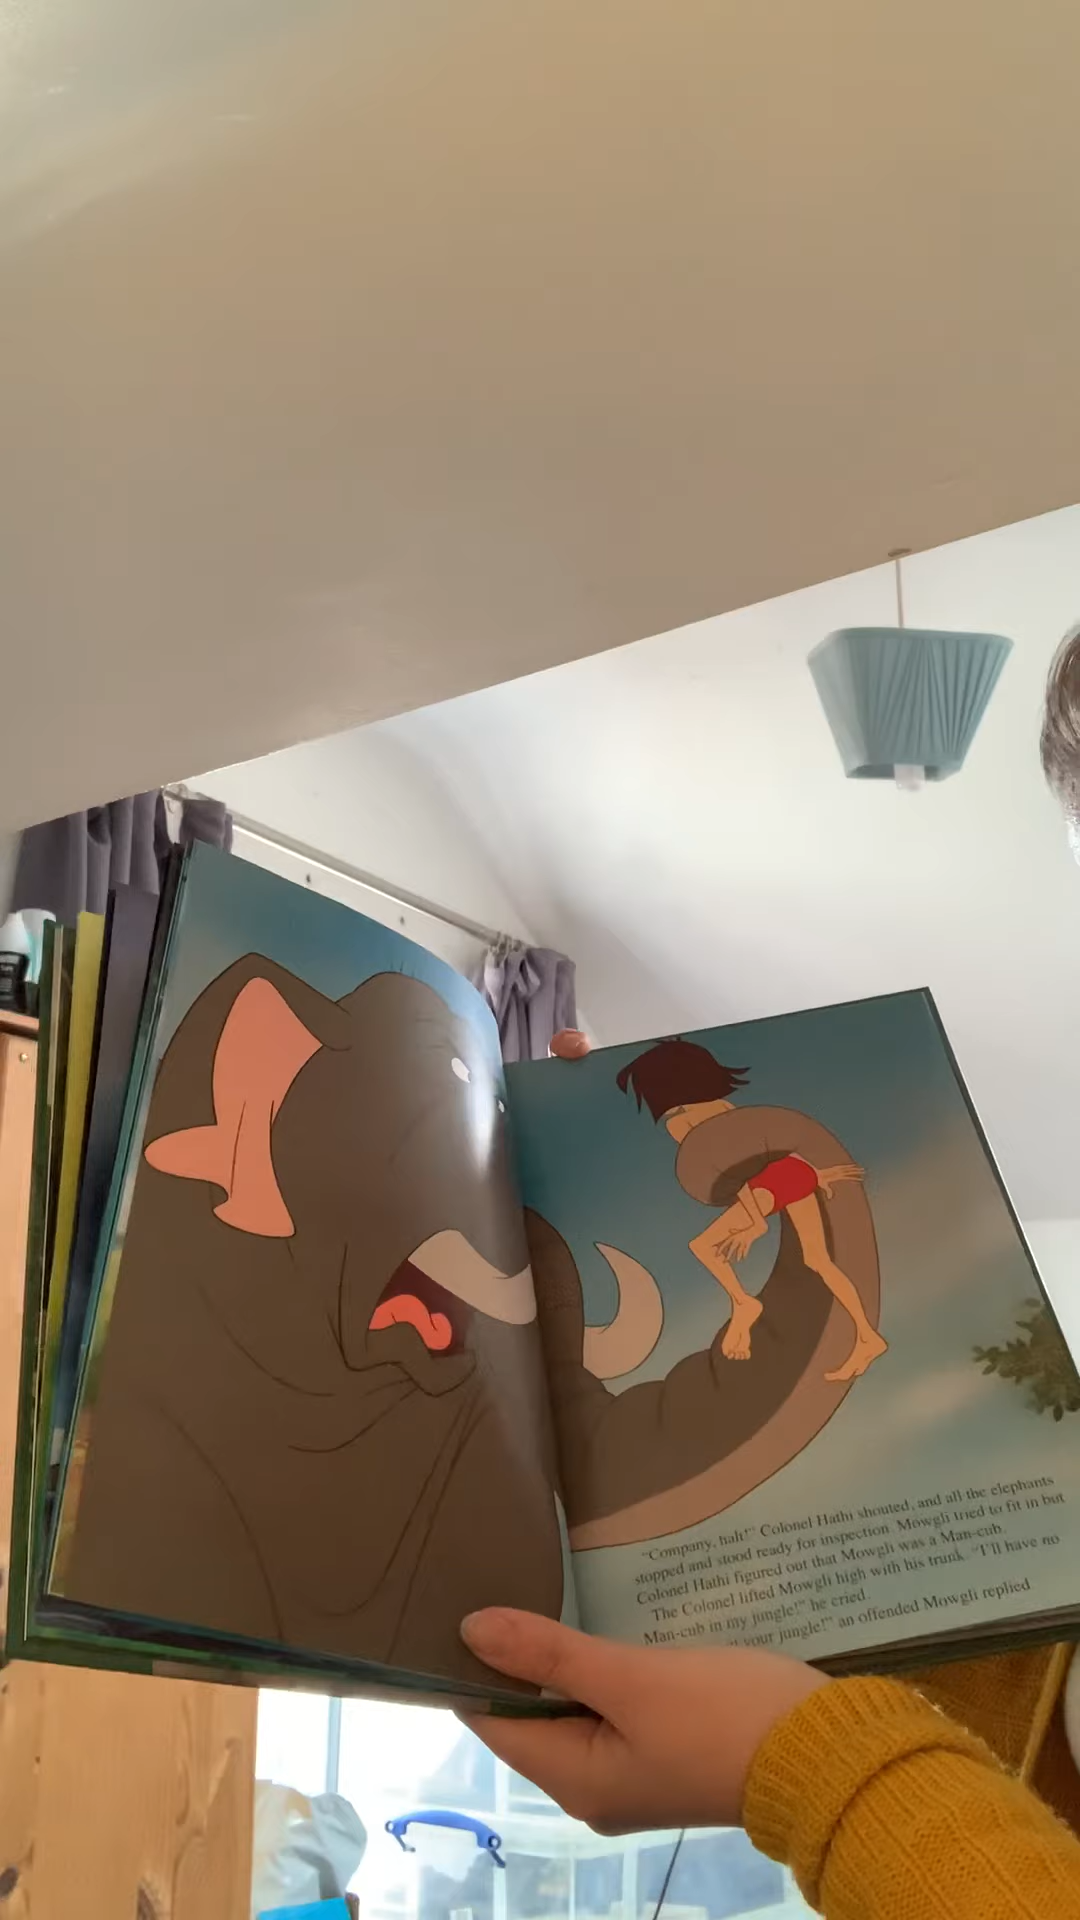 "Company, halt!" Colonel Hathi shouted, and all the elephants
stopped and stood ready for inspection. Mowgli tried to fit in but
Colonel Hathi figured out that Mowgli was a Man-cub.
The Colonel lifted Mowgli high with his trunk. "I'll have no
Man-cub in my jungle!" he cried.
your jungle!" an offended Mowgli replied